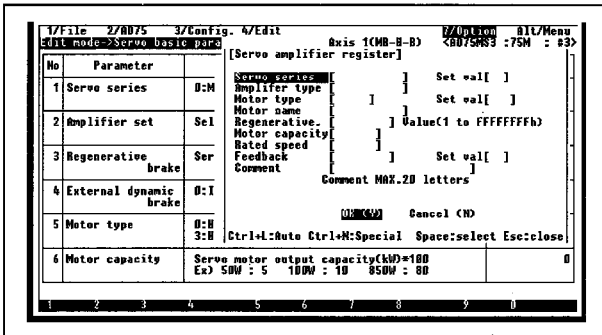 1/File 2/AD75 3/Config. 4/Edit ?/Option Alt/Menu
Edit mode>Servo basic para Axis 1(MR-H-B) <AD75MS3 :75M : #3>
[Servo amplifier register]
No Parameter
Servo series [ ] Set val[ ]
1 Servo series 0:M
Amplifer type [ ]
Motor type [ ] Set val[ ]
Motor name [ ]
2 Amplifier set Sel
Regenerative. [ ] Value(1 to FFFFFFFFh)
Motor capacity[ ]
Rated speed [ ]
3 Regenerative brake Ser
Feedback [ ] Set val[ ]
Comment [ ]
Comment MAX.20 letters
4 External dynamic brake 0:I
OK (Y) Cancel (N)
5 Motor type 0:H
3:H
Ctrl+L:Auto Ctrl+N:Special Space:select Esc:close
6 Motor capacity Servo motor output capacity(kW)*100 0
Ex) 50W : 5 100W : 10 850W : 80
1 2 3 4 5 6 7 8 9 0